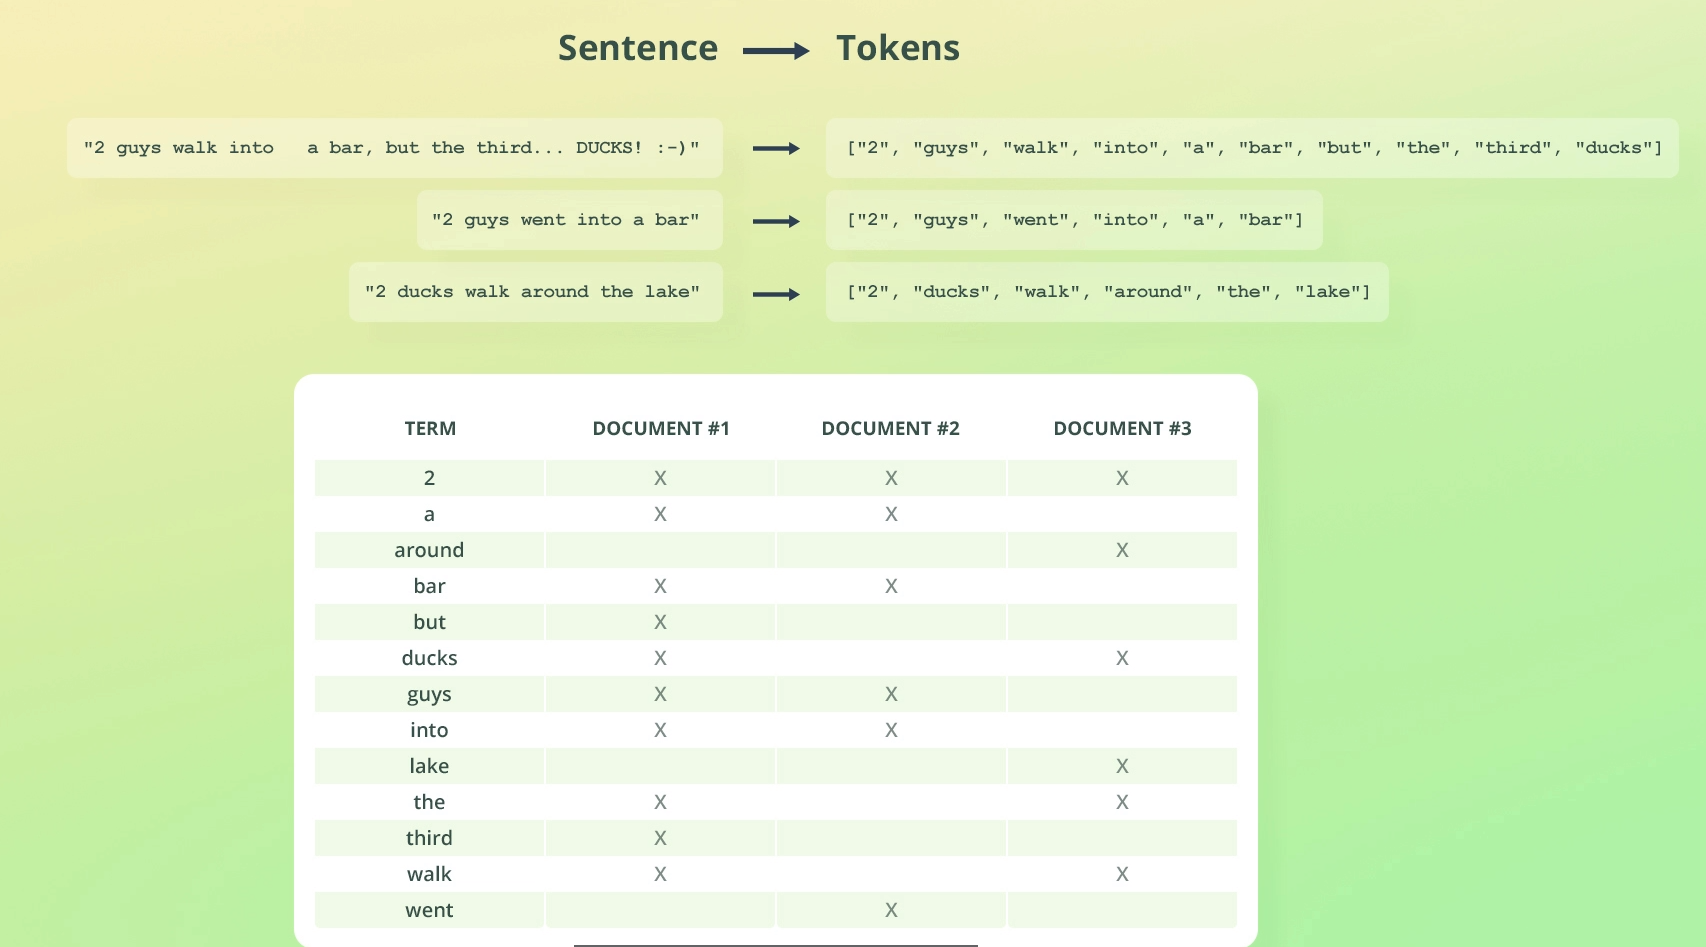 Sentence → Tokens
"2 guys walk into   a bar, but the third... DUCKS! :-)" → ["2", "guys", "walk", "into", "a", "bar", "but", "the", "third", "ducks"]
"2 guys went into a bar" → ["2", "guys", "went", "into", "a", "bar"]
"2 ducks walk around the lake" → ["2", "ducks", "walk", "around", "the", "lake"]
TERM DOCUMENT #1 DOCUMENT #2 DOCUMENT #3
2 X X X
a X X
around X
bar X X
but X
ducks X X
guys X X
into X X
lake X
the X X
third X
walk X X
went X